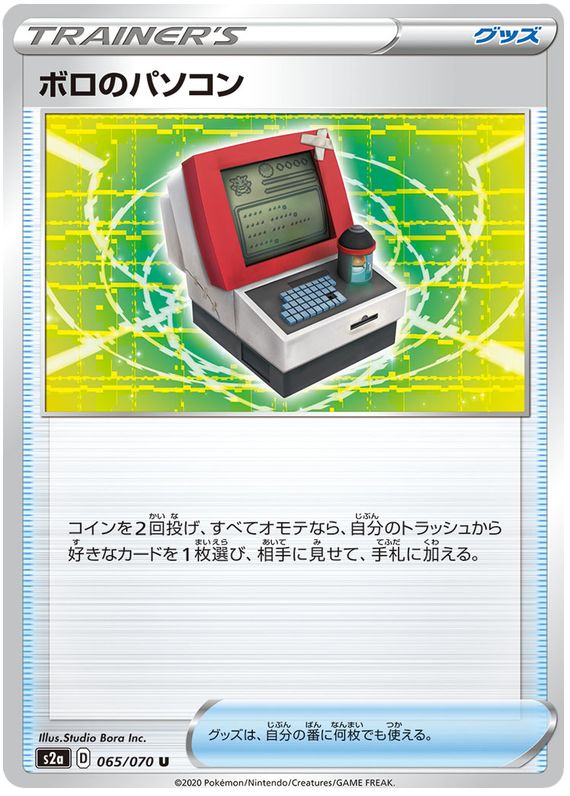 TRAINER'S
グッズ
ボロのパソコン
コインを2回投げ、すべてオモテなら、自分のトラッシュから
好きなカードを1枚選び、相手に見せて、手札に加える。
Illus.Studio Bora Inc.
グッズは、自分の番に何枚でも使える。
s2a D 065/070 U
©2020 Pokémon/Nintendo/Creatures/GAME FREAK.